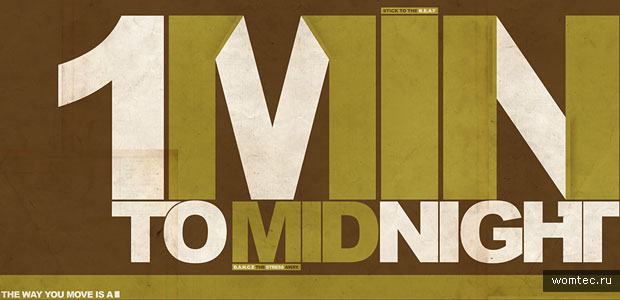 STICK TO THE B.E.A.T
1MIN
TO MIDNIGHT
D.A.N.C.E THE STRESS AWAY
THE WAY YOU MOVE IS A
womtec.ru